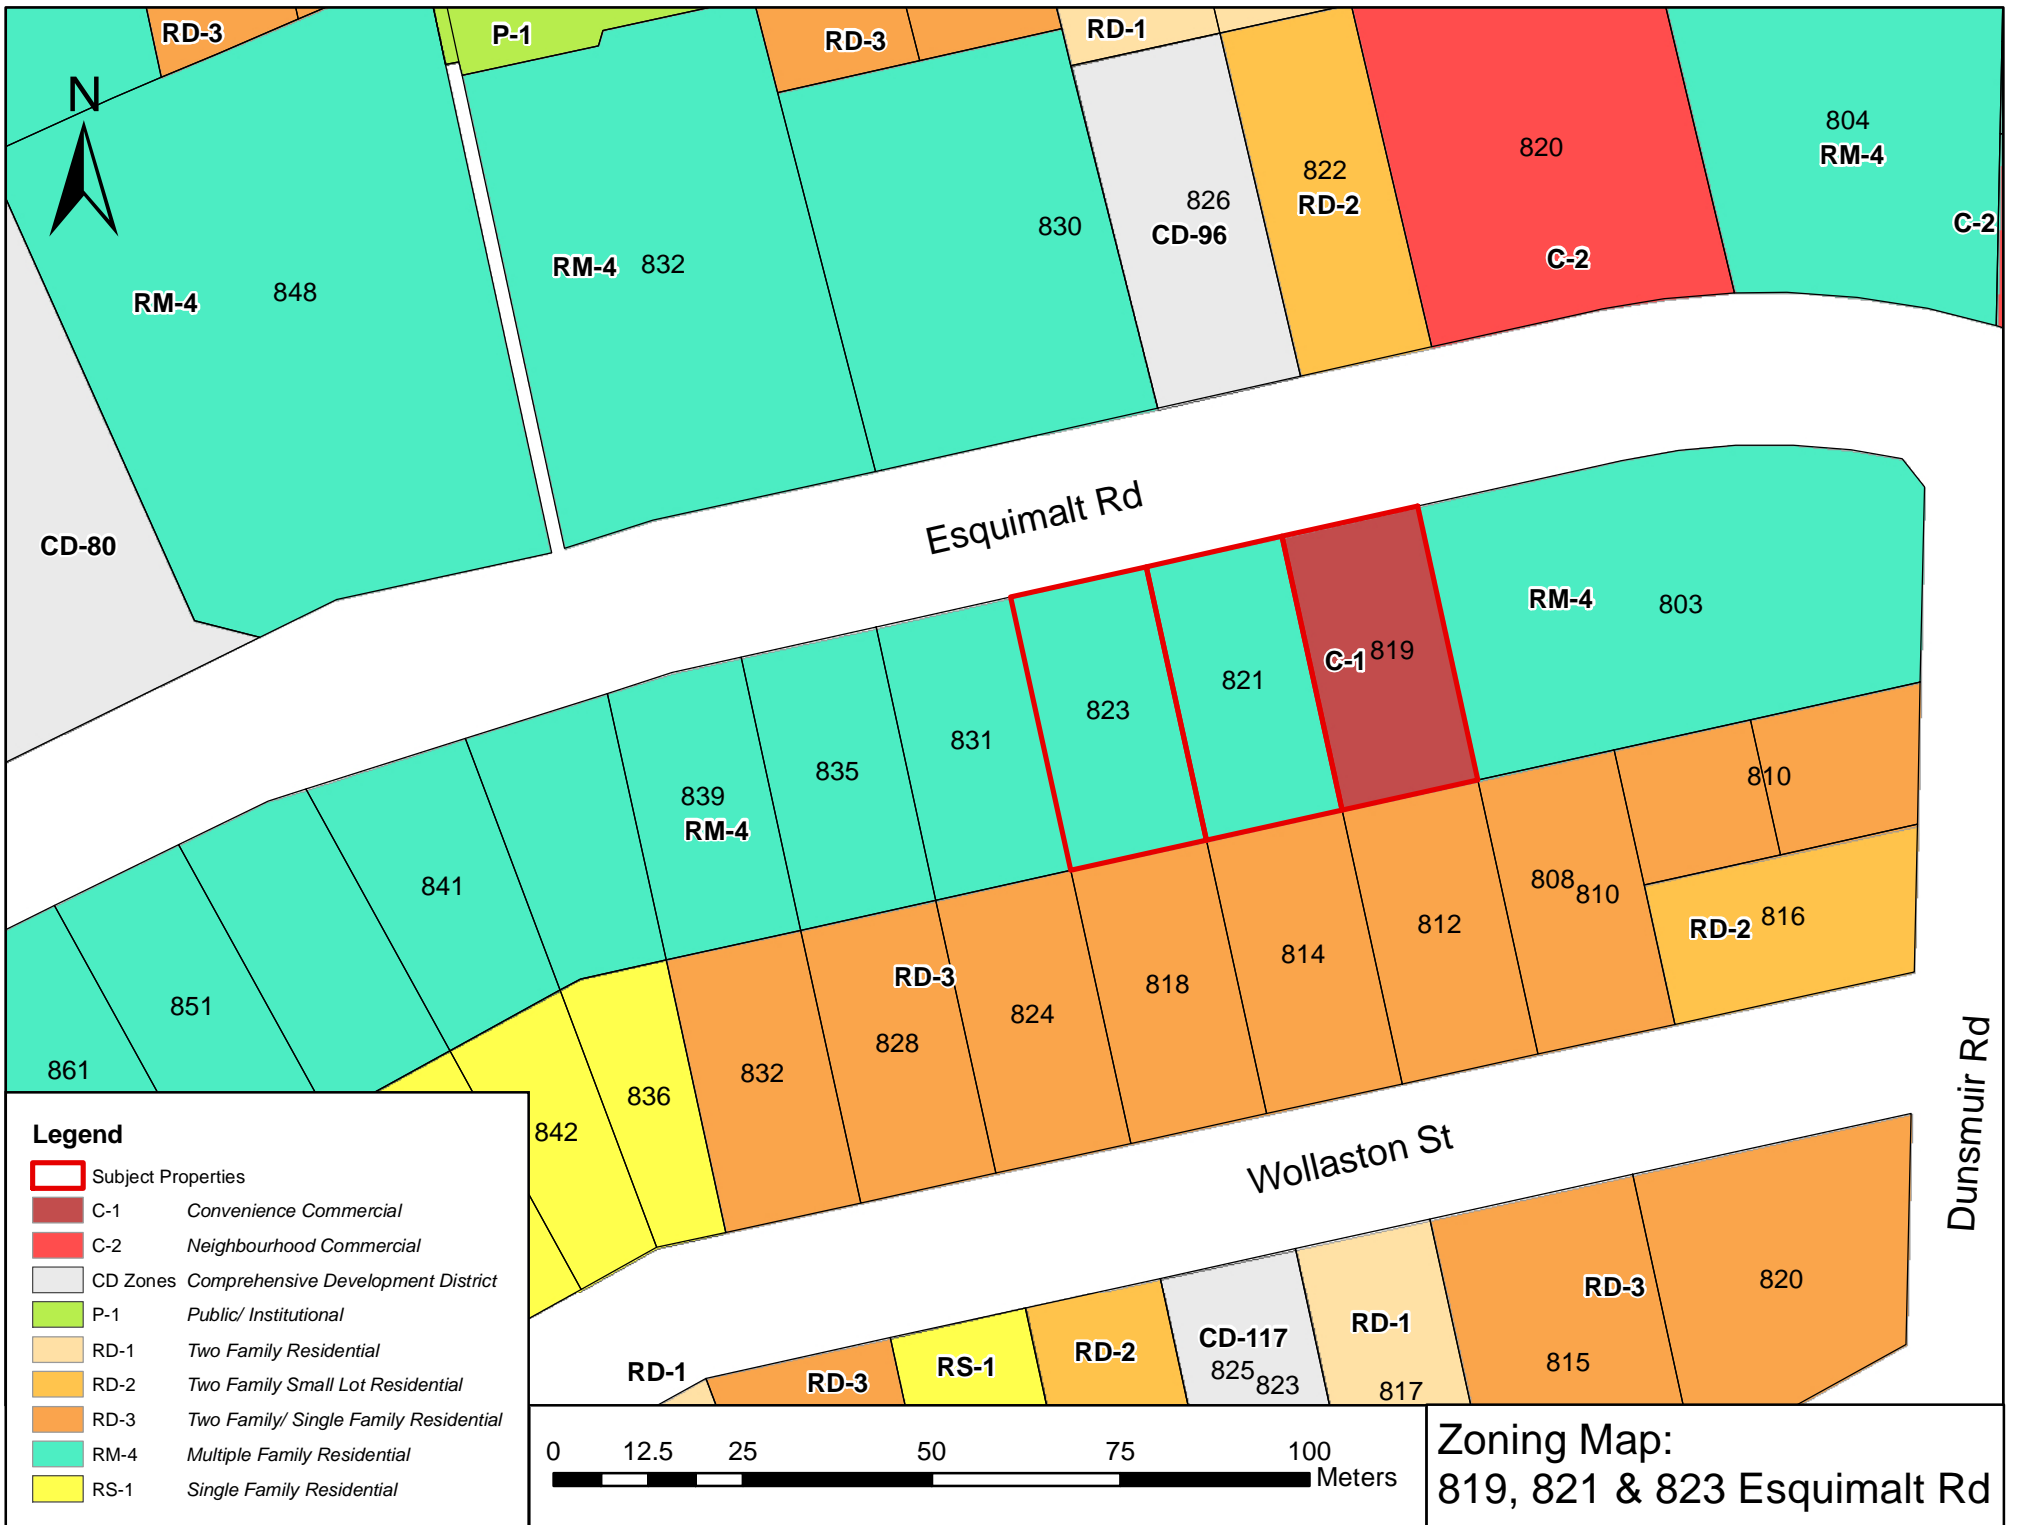 RD-3
P-1
RD-3
RD-1
N
804
RM-4
820
822
RD-2
826
CD-96
830
C-2
C-2
RM-4 832
RM-4 848
Esquimalt Rd
CD-80
RM-4 803
C-1 819
821
823
831
835
839
RM-4
810
841
808 810
RD-2 816
812
814
RD-3
818
824
828
851
861
832
836
842
Wollaston St
Dunsmuir Rd
RD-3 820
CD-117
825 823
RD-1
817
815
RD-2
RS-1
RD-3
RD-1
Legend
Subject Properties
C-1 Convenience Commercial
C-2 Neighbourhood Commercial
CD Zones Comprehensive Development District
P-1 Public/ Institutional
RD-1 Two Family Residential
RD-2 Two Family Small Lot Residential
RD-3 Two Family/ Single Family Residential
RM-4 Multiple Family Residential
RS-1 Single Family Residential
0 12.5 25 50 75 100
Meters
Zoning Map:
819, 821 & 823 Esquimalt Rd